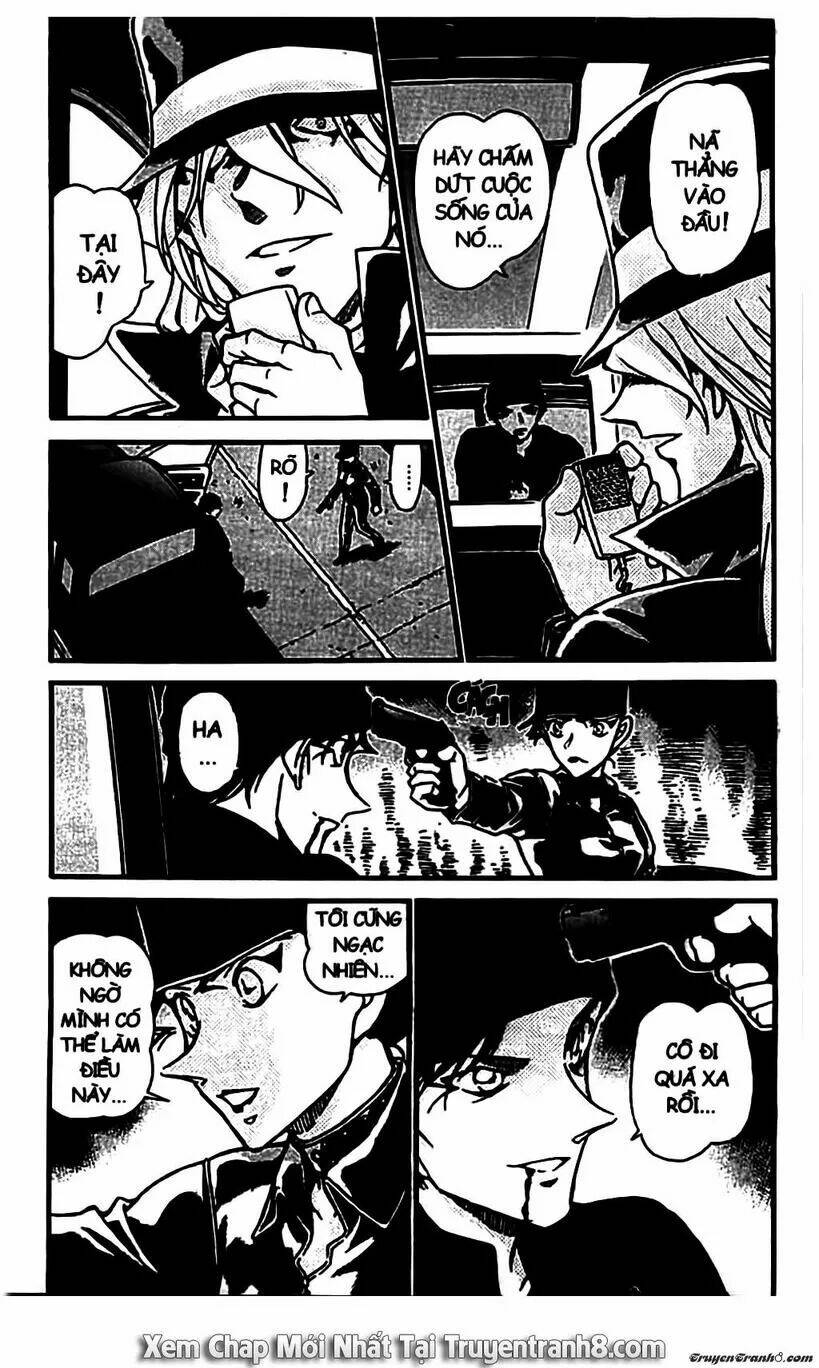 NÃ
THẲNG
VÀO
ĐẦU!
HÃY CHẤM
DỨT CUỘC
SỐNG CỦA
NÓ...
TẠI
ĐÂY
!
.....
RÕ
!
CÁCH
HA
...
CÔ ĐI
QUÁ XA
RỒI...
TÔI CŨNG
NGẠC
NHIÊN...
KHÔNG
NGỜ
MÌNH CÓ
THỂ LÀM
ĐIỀU
NÀY...
Xem Chap Mới Nhất Tại Truyentranh8.com
TruyenTranh8.com